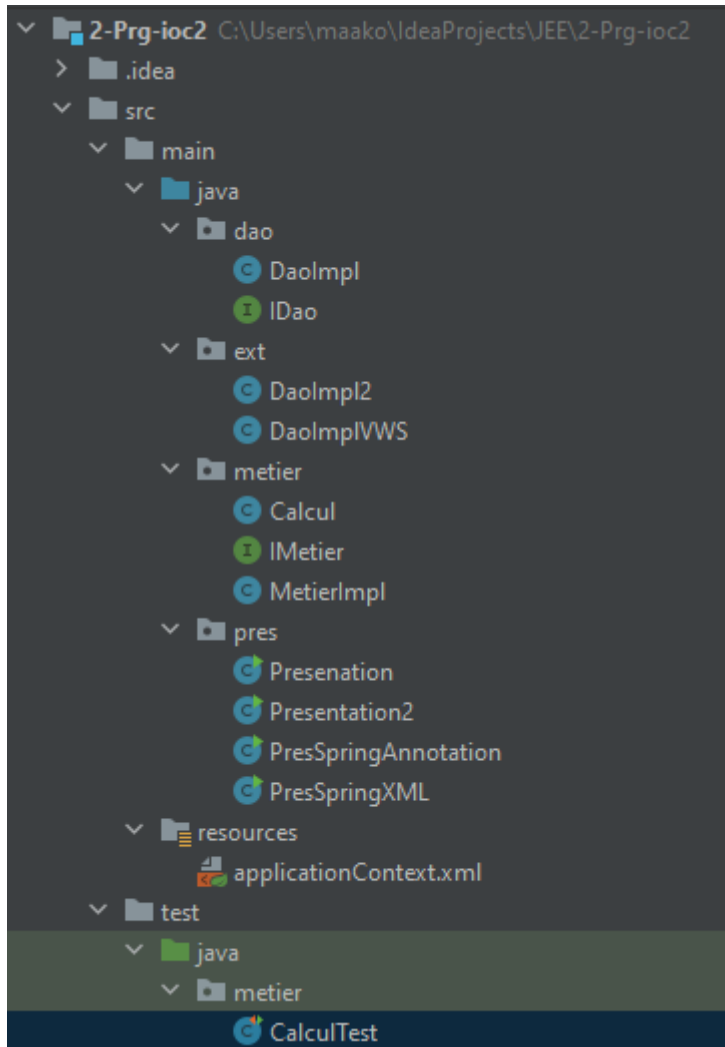 2-Prg-ioc2 C:\Users\maako\IdeaProjects\JEE\2-Prg-ioc2
.idea
src
main
java
dao
C DaoImpl
I IDao
ext
C DaoImpl2
C DaoImplVWS
metier
C Calcul
I IMetier
C MetierImpl
pres
C Presenation
C Presentation2
C PresSpringAnnotation
C PresSpringXML
resources
applicationContext.xml
test
java
metier
C CalculTest